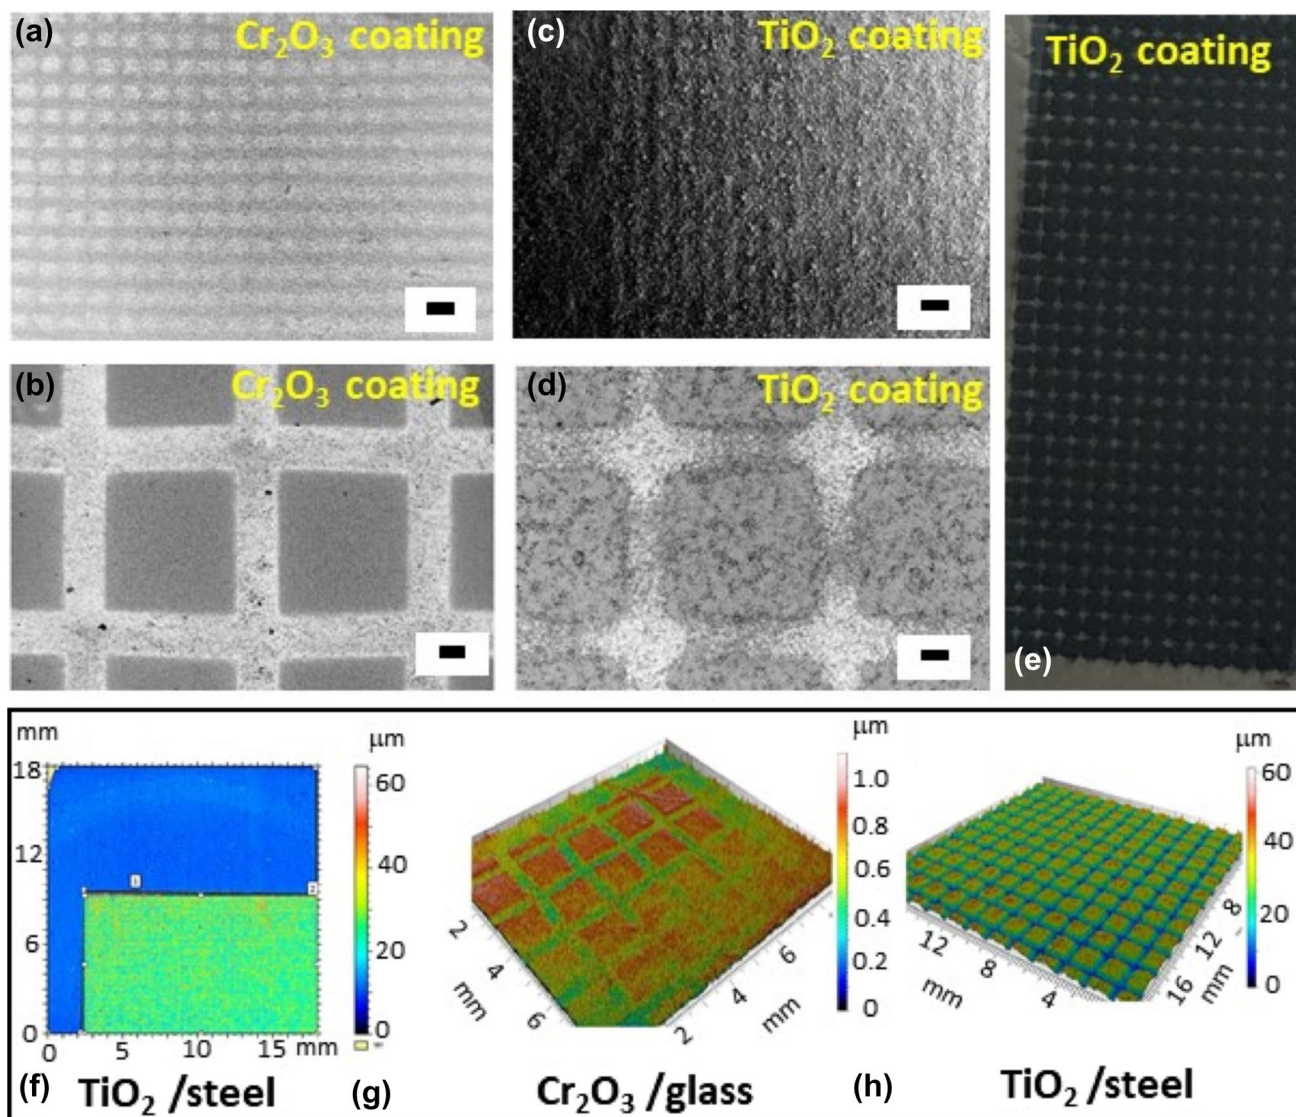 (a)
Cr₂O₃ coating
(c)
TiO₂ coating
TiO₂ coating
(b)
Cr₂O₃ coating
(d)
TiO₂ coating
(e)
mm
18
12
6
0
0 5 10 15 mm
μm
60
40
20
0
1
2
(f) TiO₂ /steel
2
4
6
mm
2
4
6
mm
μm
1.0
0.8
0.6
0.4
0.2
0
(g) Cr₂O₃ /glass
12
8
4
mm
8
12
16
mm
μm
60
40
20
0
(h) TiO₂ /steel